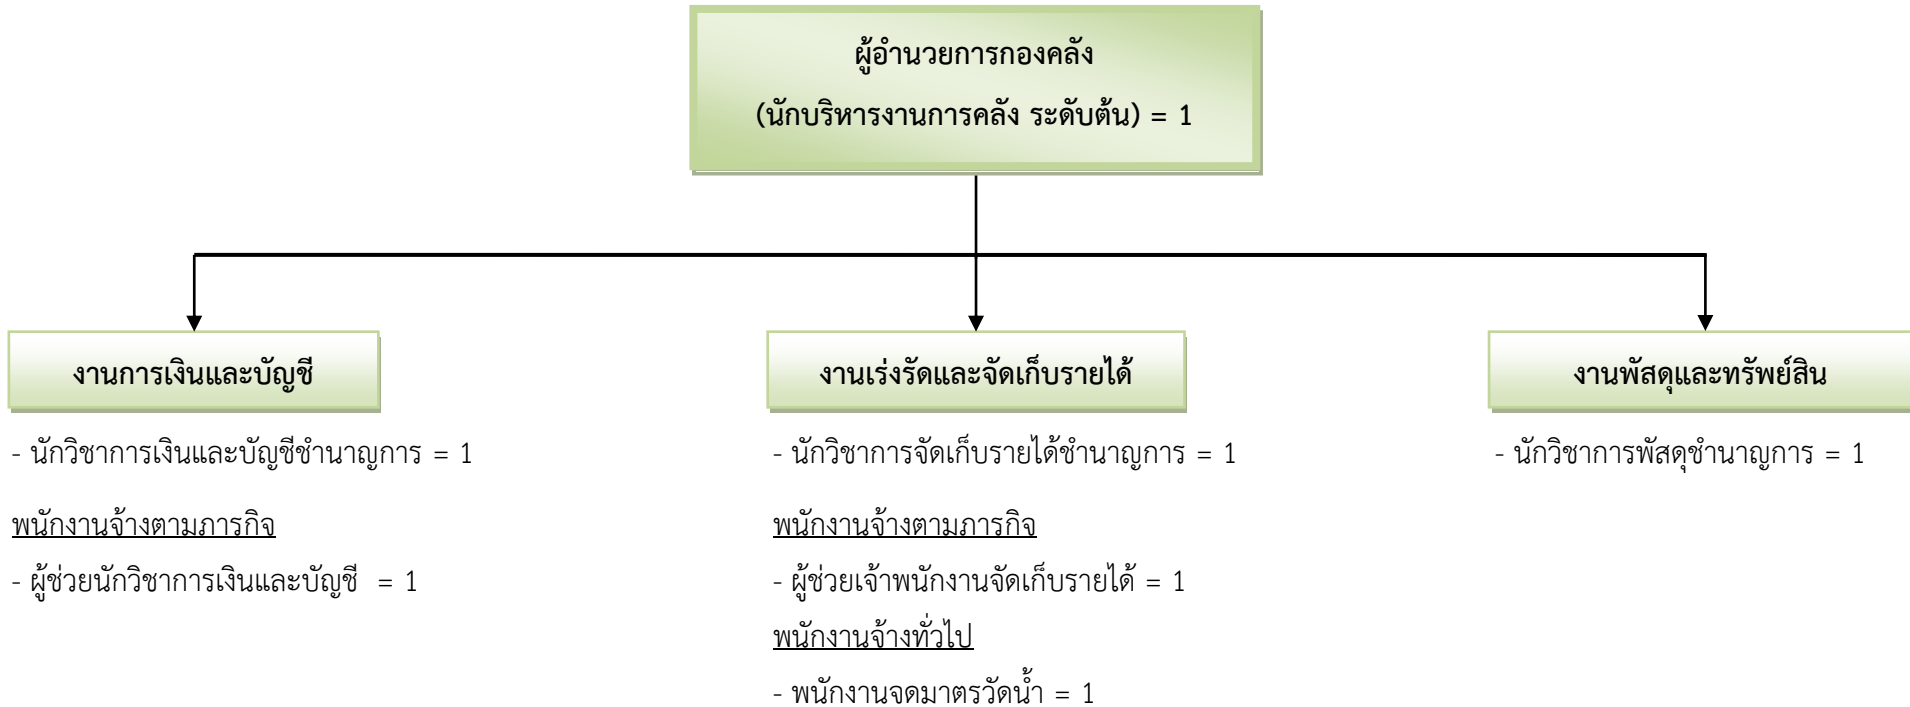 ผู้อำนวยการกองคลัง
(นักบริหารงานการคลัง ระดับต้น) = 1
งานการเงินและบัญชี
- นักวิชาการเงินและบัญชีชำนาญการ = 1
พนักงานจ้างตามภารกิจ
- ผู้ช่วยนักวิชาการเงินและบัญชี = 1
งานเร่งรัดและจัดเก็บรายได้
- นักวิชาการจัดเก็บรายได้ชำนาญการ = 1
พนักงานจ้างตามภารกิจ
- ผู้ช่วยเจ้าพนักงานจัดเก็บรายได้ = 1
พนักงานจ้างทั่วไป
- พนักงานจดมาตรวัดน้ำ = 1
งานพัสดุและทรัพย์สิน
- นักวิชาการพัสดุชำนาญการ = 1